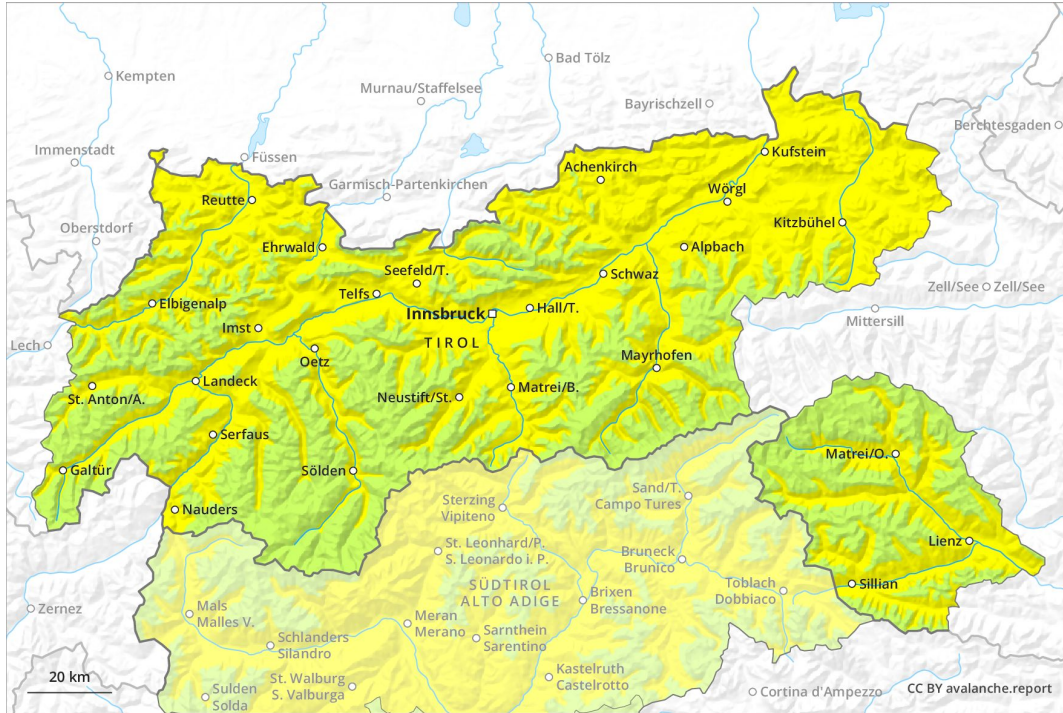 Kempten
Bad Tölz
Murnau/Staffelsee
Bayrischzell
Berchtesgaden
Immenstadt
Füssen
Kufstein
Achenkirch
Garmisch-Partenkirchen
Wörgl
Reutte
Oberstdorf
Kitzbühel
Ehrwald
Alpbach
Seefeld/T.
Schwaz
Zell/See
Zell/See
Telfs
Elbigenalp
Hall/T.
Innsbruck
Mittersill
Imst
Lech
TIROL
Mayrhofen
Oetz
Landeck
St. Anton/A.
Matrei/B.
Neustift/St.
Serfaus
Matrei/O.
Galtür
Sölden
Sand/T.
Campo Tures
Sterzing
Vipiteno
Nauders
Lienz
St. Leonhard/P.
S. Leonardo i. P.
Bruneck
Brunico
SÜDTIROL
ALTO ADIGE
Toblach
Dobbiaco
Sillian
Brixen
Bressanone
Zernez
Mals
Malles V.
Meran
Merano
Sarnthein
Sarentino
Schlanders
Silandro
20 km
St. Walburg
S. Valburga
Kastelruth
Castelrotto
Sulden
Solda
Cortina d'Ampezzo
CC BY avalanche.report